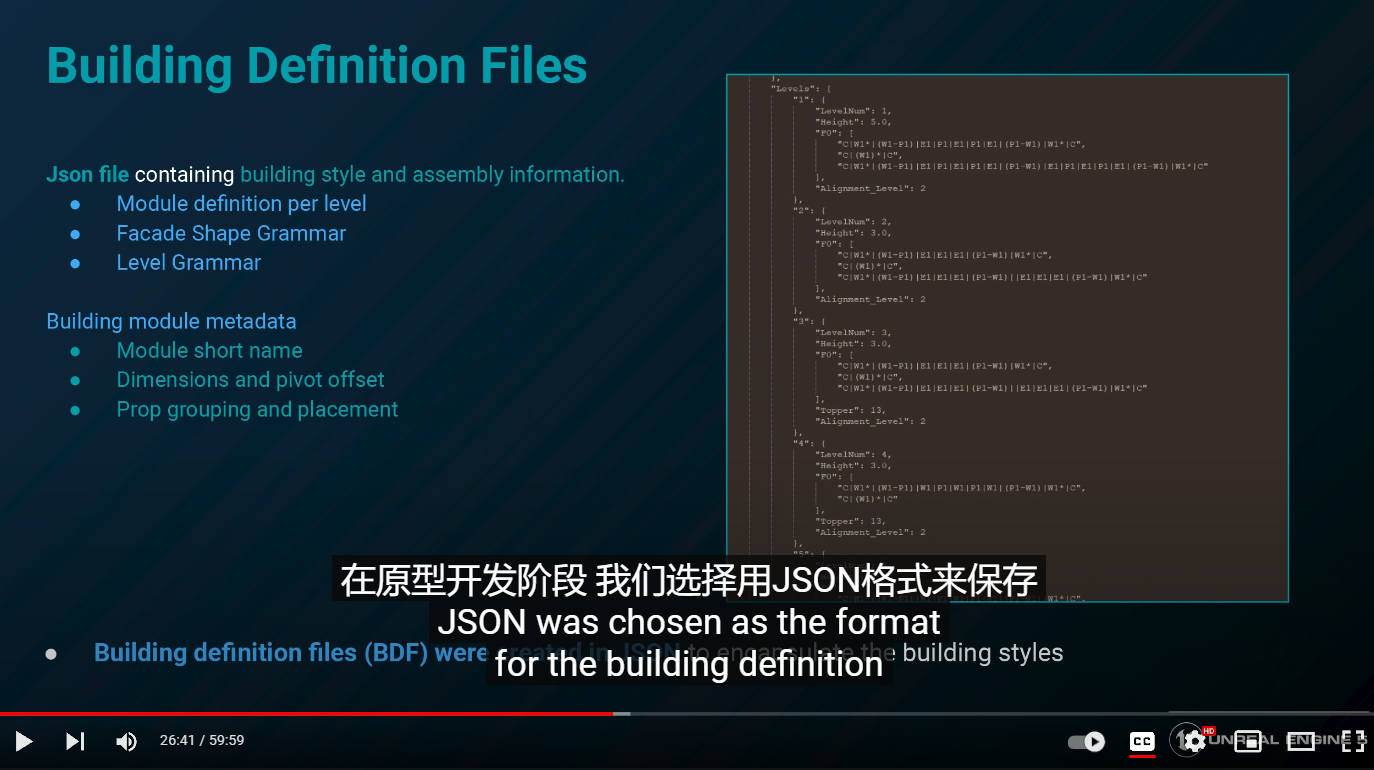 Building Definition Files
Json file containing building style and assembly information.
● Module definition per level
● Facade Shape Grammar
● Level Grammar
Building module metadata
● Module short name
● Dimensions and pivot offset
● Prop grouping and placement
},
"Levels": {
"1": {
"LevelNum": 1,
"Height": 5.0,
"F0": [
"C|W1*|(W1-P1)|E1|P1|E1|P1|E1|(P1-W1)|W1*|C",
"C|(W1)*|C",
"C|W1*|(W1-P1)|E1|P1|E1|P1|E1|(P1-W1)|E1|P1|E1|P1|E1|(P1-W1)|W1*|C"
],
"Alignment_Level": 2
},
"2": {
"LevelNum": 2,
"Height": 3.0,
"F0": [
"C|W1*|(W1-P1)|E1|E1|E1|(P1-W1)|W1*|C",
"C|(W1)*|C",
"C|W1*|(W1-P1)|E1|E1|E1|(P1-W1)||E1|E1|E1|(P1-W1)|W1*|C"
],
"Alignment_Level": 2
},
"3": {
"LevelNum": 3,
"Height": 3.0,
"F0": [
"C|W1*|(W1-P1)|E1|E1|E1|(P1-W1)|W1*|C",
"C|(W1)*|C",
"C|W1*|(W1-P1)|E1|E1|E1|(P1-W1)||E1|E1|E1|(P1-W1)|W1*|C"
],
"Topper": 13,
"Alignment_Level": 2
},
"4": {
"LevelNum": 4,
"Height": 3.0,
"F0": [
"C|W1*|(W1-P1)|W1|P1|W1|P1|W1|(P1-W1)|W1*|C",
"C|(W1)*|C"
],
"Topper": 13,
"Alignment_Level": 2
},
"5": {
W1*|C",
在原型开发阶段 我们选择用JSON格式来保存
JSON was chosen as the format
for the building definition
● Building definition files (BDF) were created in JSON to encapsulate the building styles
26:41 / 59:59
CC
HD
UNREAL ENGINE 5